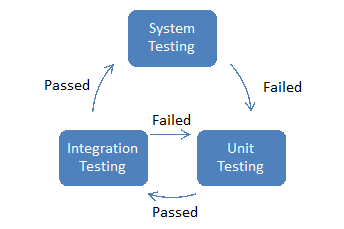 System
Testing
Passed
Failed
Failed
Integration
Testing
Unit
Testing
Passed